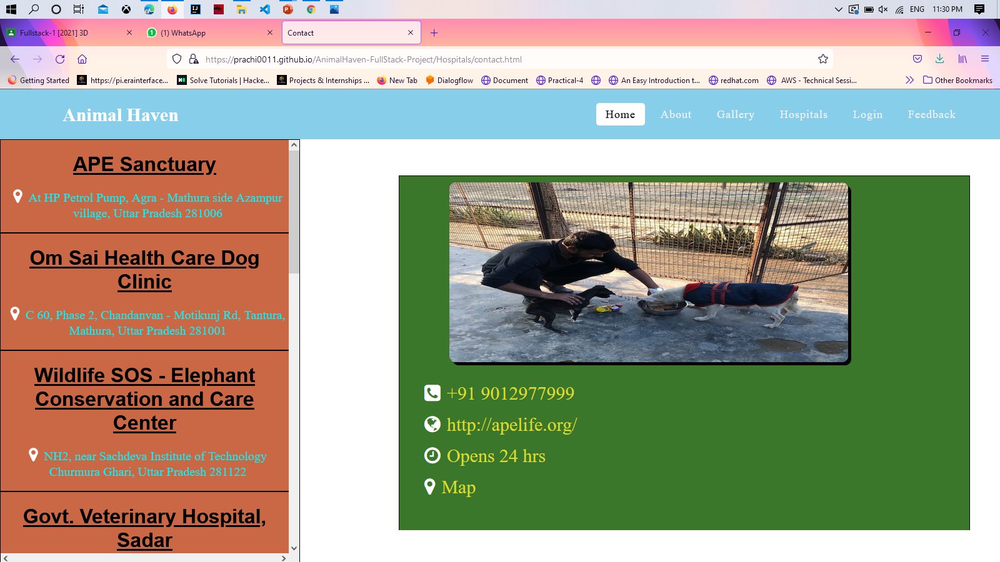 ENG 11:30 PM
Fullstack-1 [2021] 3D
(1) WhatsApp
Contact
https://prachi0011.github.io/AnimalHaven-FullStack-Project/Hospitals/contact.html
Getting Started
https://pi.erainterface...
Solve Tutorials | Hacke...
Projects & Internships ...
New Tab
Dialogflow
Document
Practical-4
An Easy Introduction t...
redhat.com
AWS - Technical Sessi...
Other Bookmarks
Animal Haven
Home
About
Gallery
Hospitals
Login
Feedback
APE Sanctuary
At HP Petrol Pump, Agra - Mathura side Azampur
village, Uttar Pradesh 281006
Om Sai Health Care Dog
Clinic
C 60, Phase 2, Chandanvan - Motikunj Rd, Tantura,
Mathura, Uttar Pradesh 281001
Wildlife SOS - Elephant
Conservation and Care
Center
NH2, near Sachdeva Institute of Technology
Churmura Ghari, Uttar Pradesh 281122
Govt. Veterinary Hospital,
Sadar
+91 9012977999
http://apelife.org/
Opens 24 hrs
Map